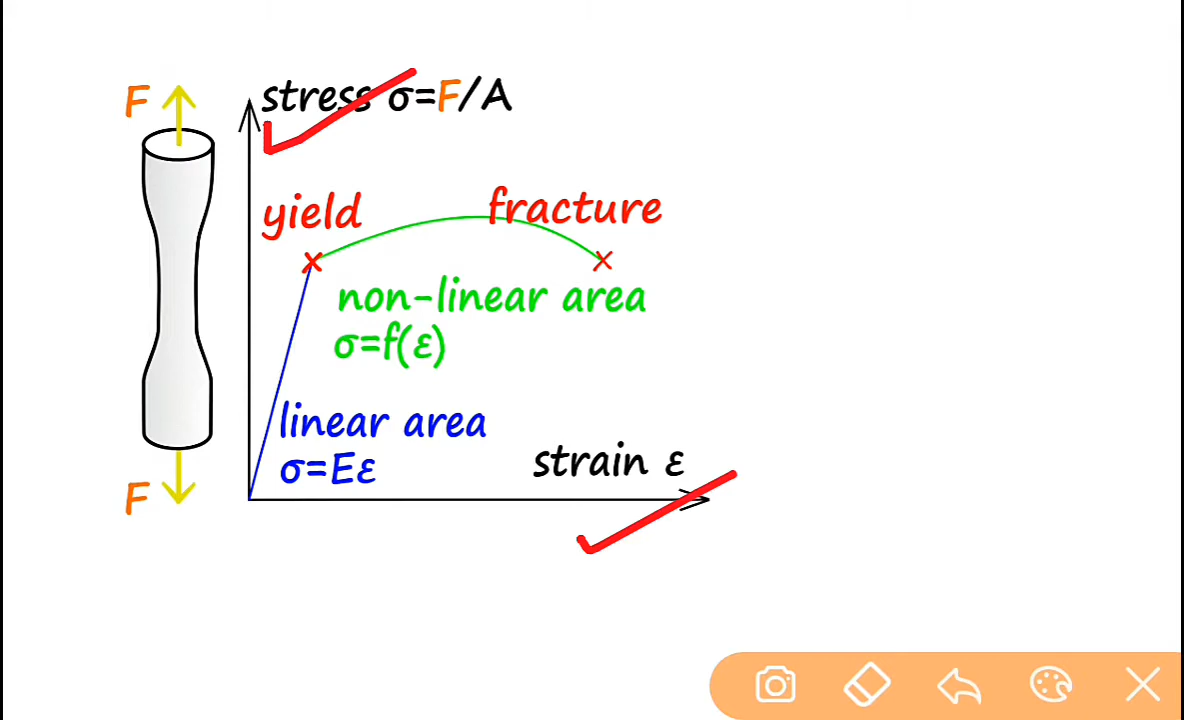 F
stress σ=F/A
yield
fracture
non-linear area
σ=f(ε)
linear area
σ=Eε
strain ε
F